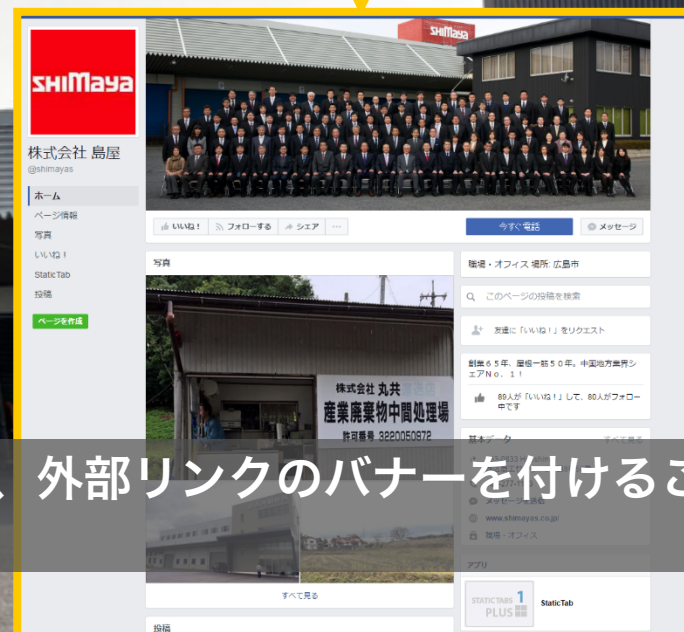 SHIMaya
SHIMaya
株式会社 島屋
@shimayas
ホーム
ページ情報
写真
いいね！
StaticTab
投稿
ページを作成
いいね！
フォローする
シェア
…
今すぐ電話
メッセージ
写真
株式会社 丸共
産業廃棄物中間処理場
許可番号 3220050972
すべて見る
投稿
職場・オフィス 場所: 広島市
このページの投稿を検索
友達に「いいね！」をリクエスト
創業６５年、屋根一筋５０年。中国地方業界シ
ェアＮｏ．１！
89人が「いいね！」して、80人がフォロー
中です
基本データ
すべて見る
、外部リンクのバナーを付けるこ
www.shimayas.co.jp/
職場・オフィス
アプリ
STATIC TABS 1
PLUS
StaticTab